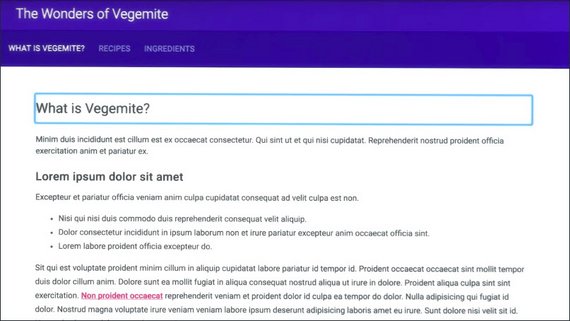 The Wonders of Vegemite
WHAT IS VEGEMITE? RECIPES INGREDIENTS
What is Vegemite?
Minim duis incididunt est cillum est ex occaecat consectetur. Qui sint ut et qui nisi cupidatat. Reprehenderit nostrud proident officia
exercitation anim et pariatur ex.
Lorem ipsum dolor sit amet
Excepteur et pariatur officia veniam anim culpa cupidatat consequat ad velit culpa est non.
• Nisi qui nisi duis commodo duis reprehenderit consequat velit aliquip.
• Dolor consectetur incididunt in ipsum laborum non et irure pariatur excepteur anim occaecat officia sint.
• Lorem labore proident officia excepteur do.
Sit qui est voluptate proident minim cillum in aliquip cupidatat labore pariatur id tempor id. Proident occaecat occaecat sint mollit tempor
duis dolor cillum anim. Dolore sunt ea mollit fugiat in aliqua consequat nostrud aliqua ut irure in dolore. Proident aliqua culpa sint sint
exercitation. Non proident occaecat reprehenderit veniam et proident dolor id culpa ea tempor do dolor. Nulla adipisicing qui fugiat id
dolor. Nostrud magna voluptate irure veniam veniam labore ipsum deserunt adipisicing laboris amet eu irure. Sunt dolore nisi velit sit id.